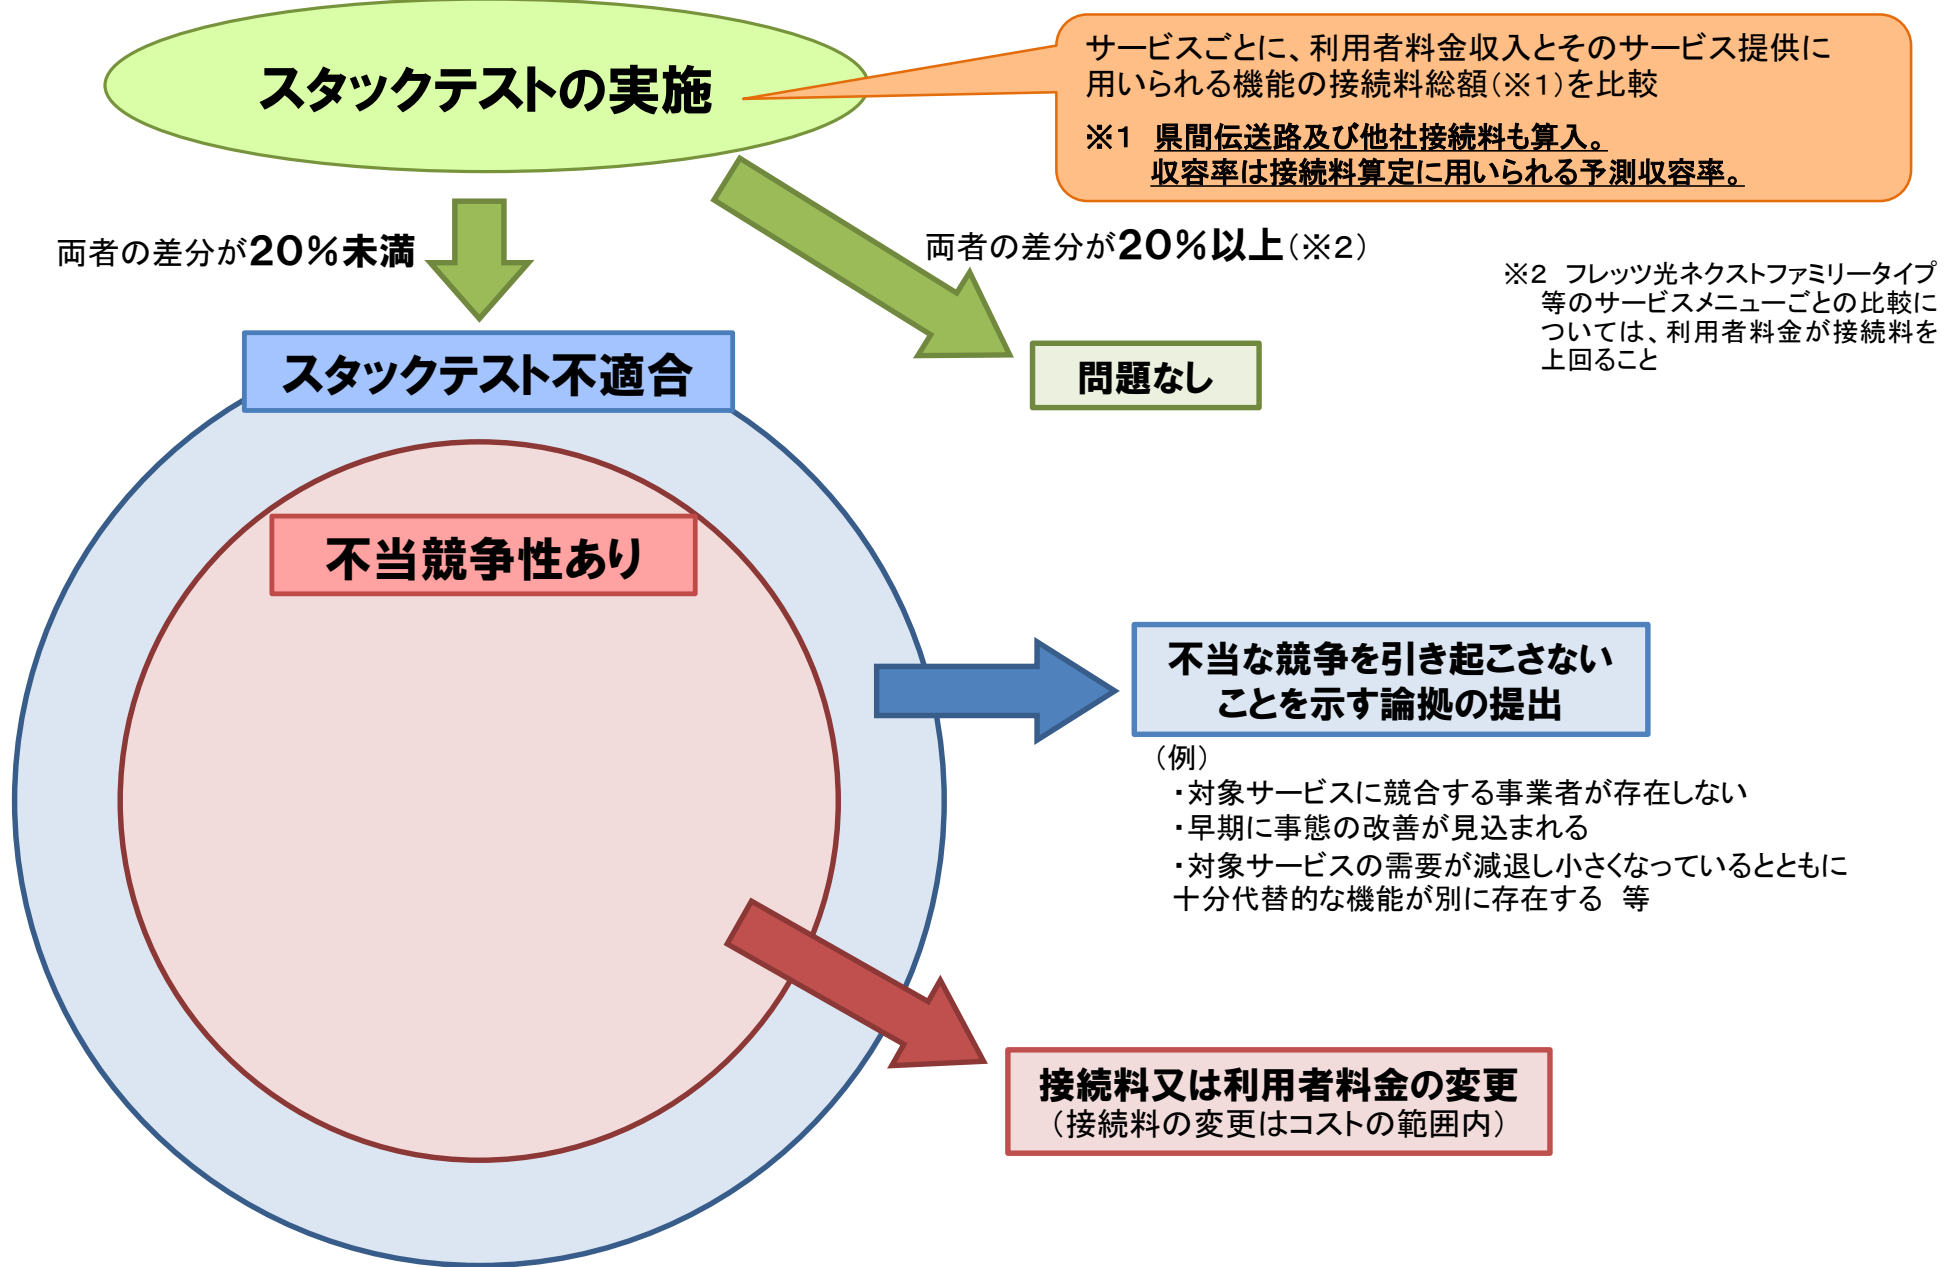 スタックテストの実施
サービスごとに、利用者料金収入とそのサービス提供に
用いられる機能の接続料総額（※１）を比較
※１　県間伝送路及び他社接続料も算入。
収容率は接続料算定に用いられる予測収容率。
両者の差分が２０％未満
両者の差分が２０％以上（※２）
※２　フレッツ光ネクストファミリータイプ
等のサービスメニューごとの比較に
ついては、利用者料金が接続料を
上回ること
スタックテスト不適合
問題なし
不当競争性あり
不当な競争を引き起こさない
ことを示す論拠の提出
（例）
・対象サービスに競合する事業者が存在しない
・早期に事態の改善が見込まれる
・対象サービスの需要が減退し小さくなっているとともに
十分代替的な機能が別に存在する　等
接続料又は利用者料金の変更
（接続料の変更はコストの範囲内）